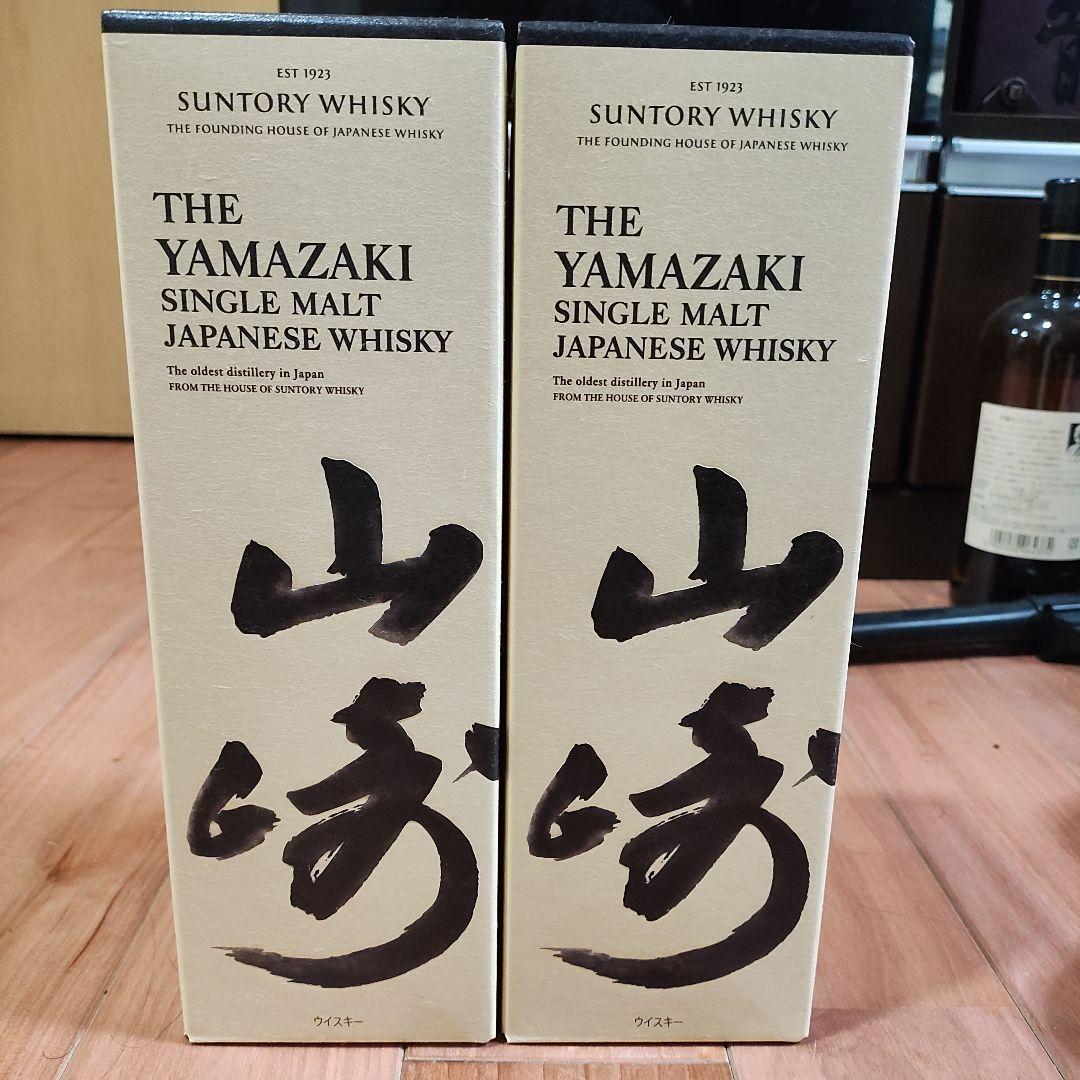 EST 1923
SUNTORY WHISKY
THE FOUNDING HOUSE OF JAPANESE WHISKY
THE
YAMAZAKI
SINGLE MALT
JAPANESE WHISKY
The oldest distillery in Japan
FROM THE HOUSE OF SUNTORY WHISKY
山
崎
ウイスキー
EST 1923
SUNTORY WHISKY
THE FOUNDING HOUSE OF JAPANESE WHISKY
THE
YAMAZAKI
SINGLE MALT
JAPANESE WHISKY
The oldest distillery in Japan
FROM THE HOUSE OF SUNTORY WHISKY
山
崎
ウイスキー